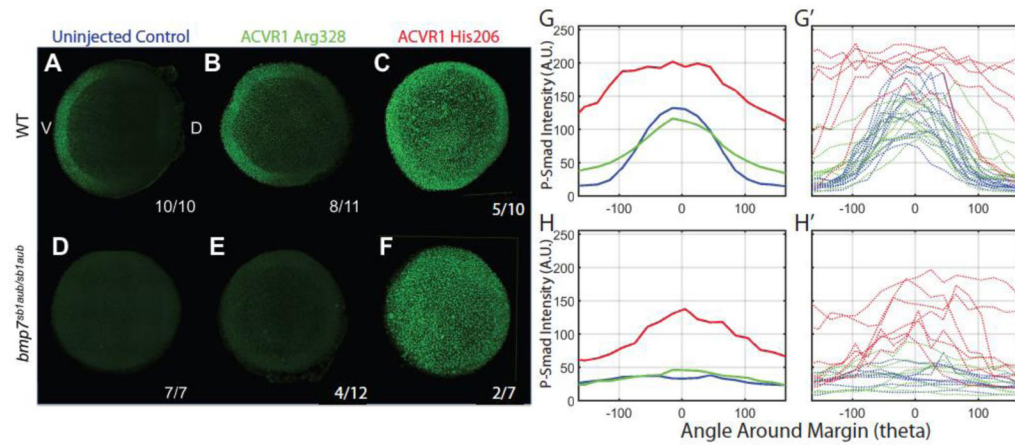 Uninjected Control ACVR1 Arg328 ACVR1 His206
WT
A B C
V D
10/10 8/11 5/10
bmp7sb1aub/sb1aub
D E F
7/7 4/12 2/7
G G'
P-Smad Intensity (A.U.)
250
200
150
100
50
0
-100 0 100 -100 0 100
H H'
P-Smad Intensity (A.U.)
250
200
150
100
50
0
-100 0 100 -100 0 100
Angle Around Margin (theta)